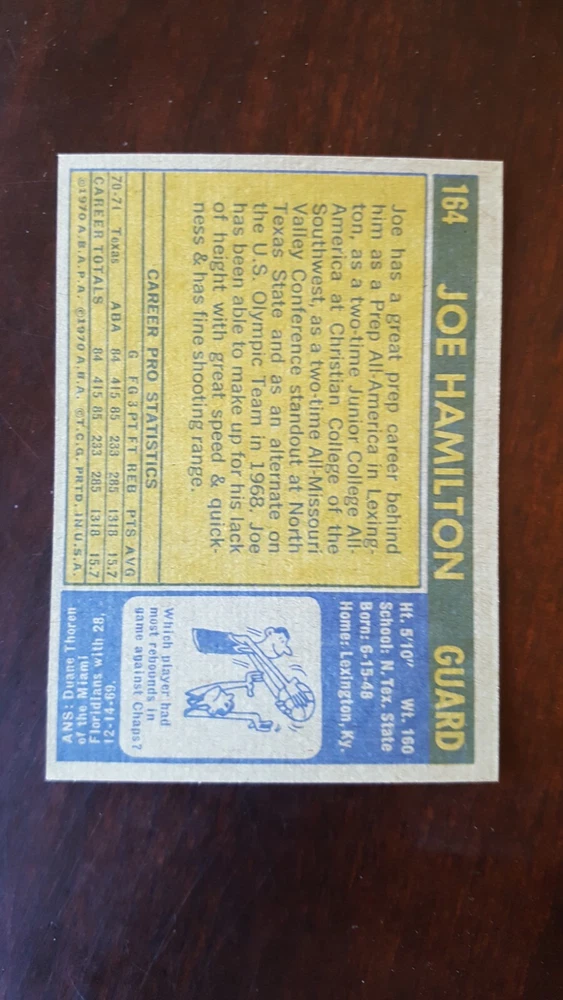 164 JOE HAMILTON GUARD
Joe has a great prep career behind
him as a Prep All-America in Lexing-
ton, as a two-time Junior College All-
America at Christian College of the
Southwest, as a two-time All-Missouri
Valley Conference standout at North
Texas State and as an alternate on
the U.S. Olympic Team in 1968. Joe
has been able to make up for his lack
of height with great speed & quick-
ness & has fine shooting range.
CAREER PRO STATISTICS
G FG 3PT FT REB PTS AVG
70-71 Texas ABA 84 415 85 233 285 1318 15.7
CAREER TOTALS 84 415 85 233 285 1318 15.7
©1970 A.B.A.P.A. ©1970 A.B.A. ©T.C.G. PRTD. IN U.S.A.
Ht. 5'10" Wt. 160
School: N. Tex. State
Born: 6-15-48
Home: Lexington, Ky.
Which player had
most rebounds in
game against Chaps?
ANS: Duane Thoren
of the Miami
Floridians with 28,
12-14-69.